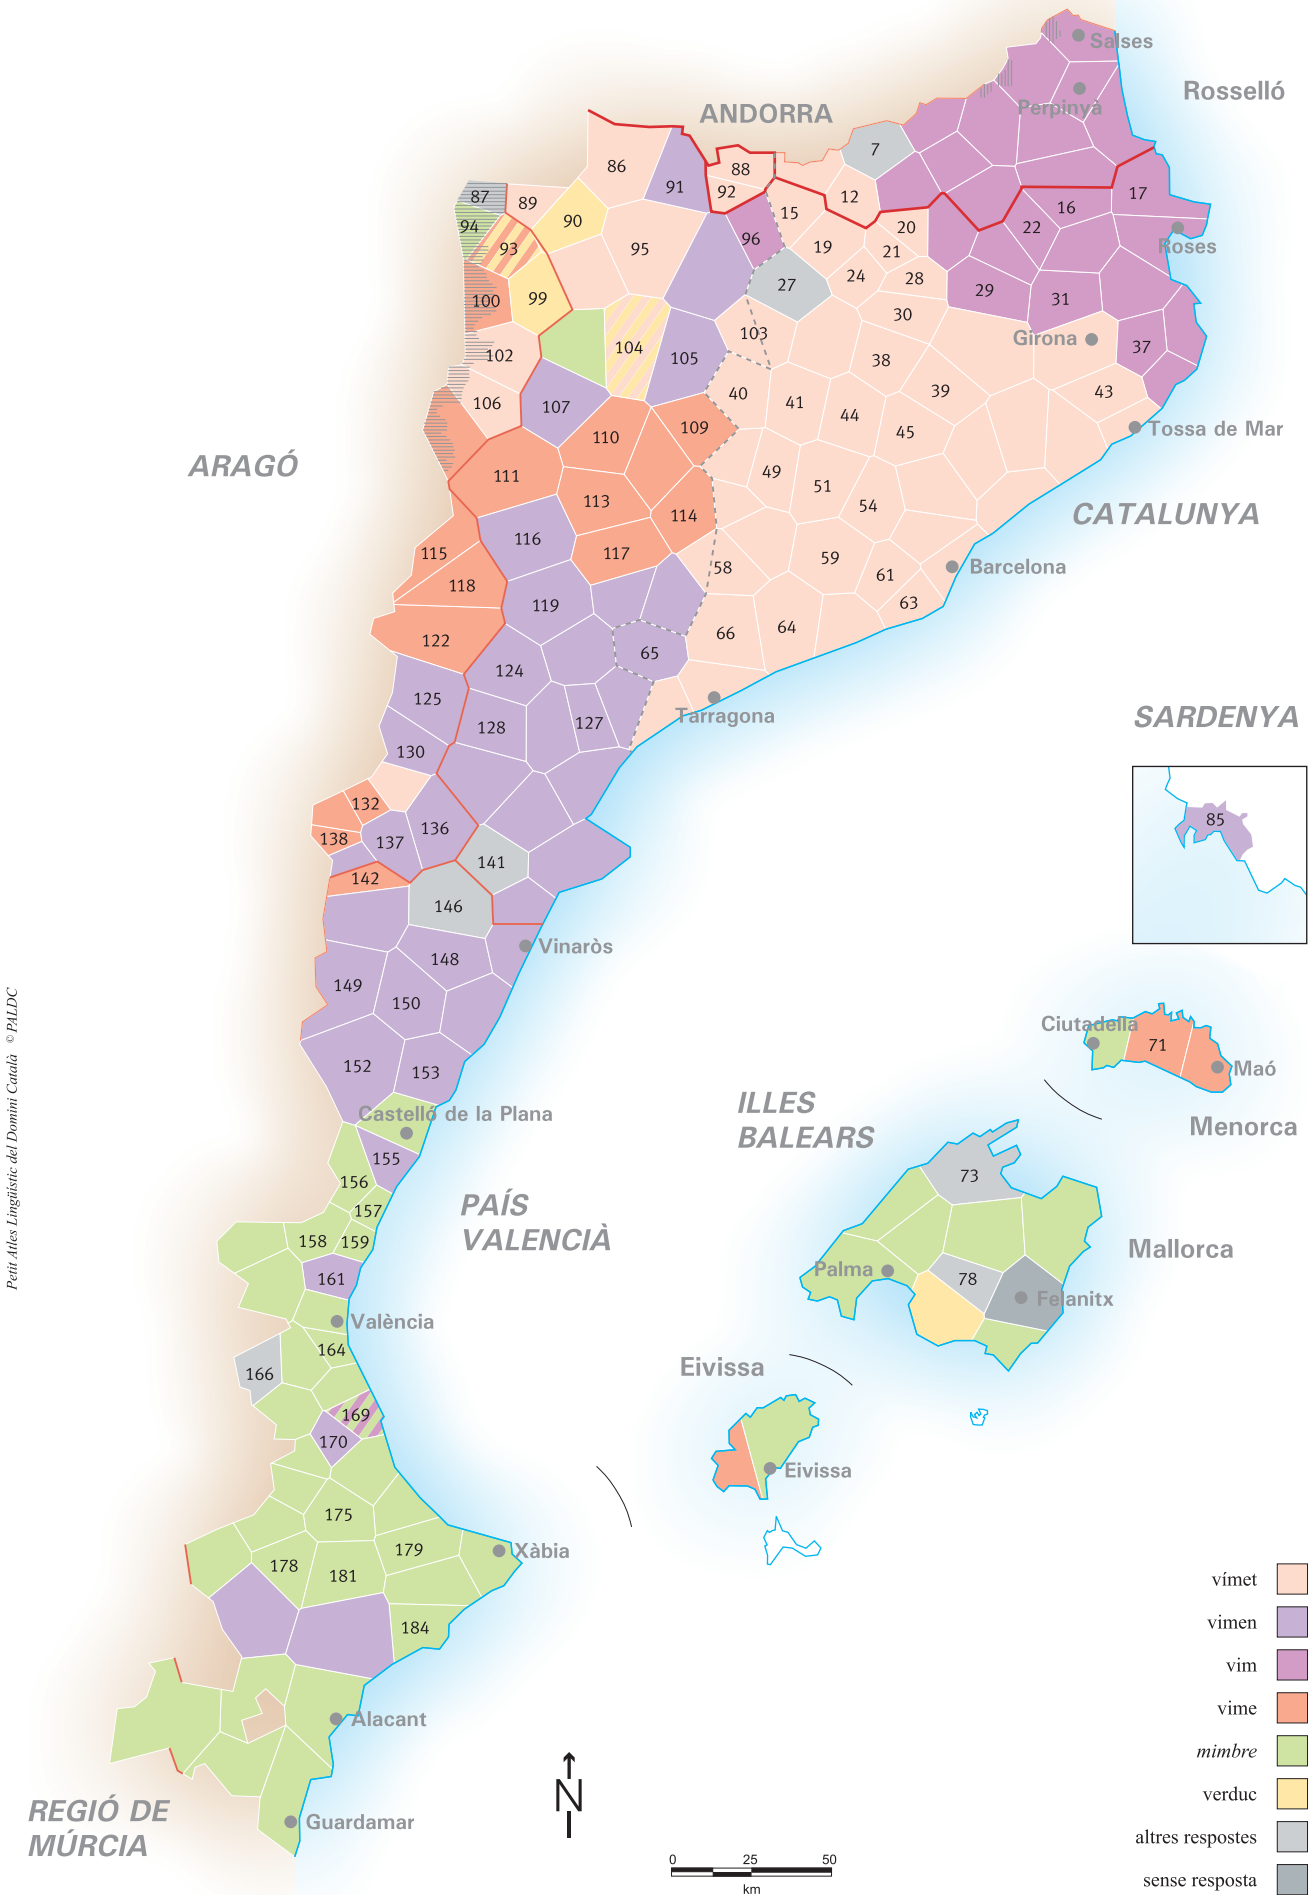 Salses
Rosselló
Perpinyà
ANDORRA
7
86
88
91
87
89
92
12
17
90
15
16
94
96
20
22
93
95
19
21
Roses
24
28
27
99
29
31
100
30
103
104
Girona
37
102
105
38
39
43
106
107
40
41
44
109
45
Tossa de Mar
110
ARAGÓ
111
49
51
113
54
114
CATALUNYA
116
115
117
59
58
Barcelona
118
61
119
63
122
66
64
65
124
125
Tarragona
128
127
SARDENYA
130
132
85
136
138
137
141
142
146
Vinaròs
148
149
150
Ciutadella
71
152
153
Maó
ILLES
BALEARS
Castelló de la Plana
Menorca
155
73
156
PAÍS
VALENCIÀ
157
158
159
Mallorca
161
Palma
78
Felanitx
València
164
166
Eivissa
169
170
Eivissa
175
179
Xàbia
178
181
184
Alacant
REGIÓ DE
MÚRCIA
Guardamar
N
0 25 50
km
vímet
vimen
vim
vime
mimbre
verduc
altres respostes
sense resposta
Petit Atles Lingüístic del Domini Català © PALDC